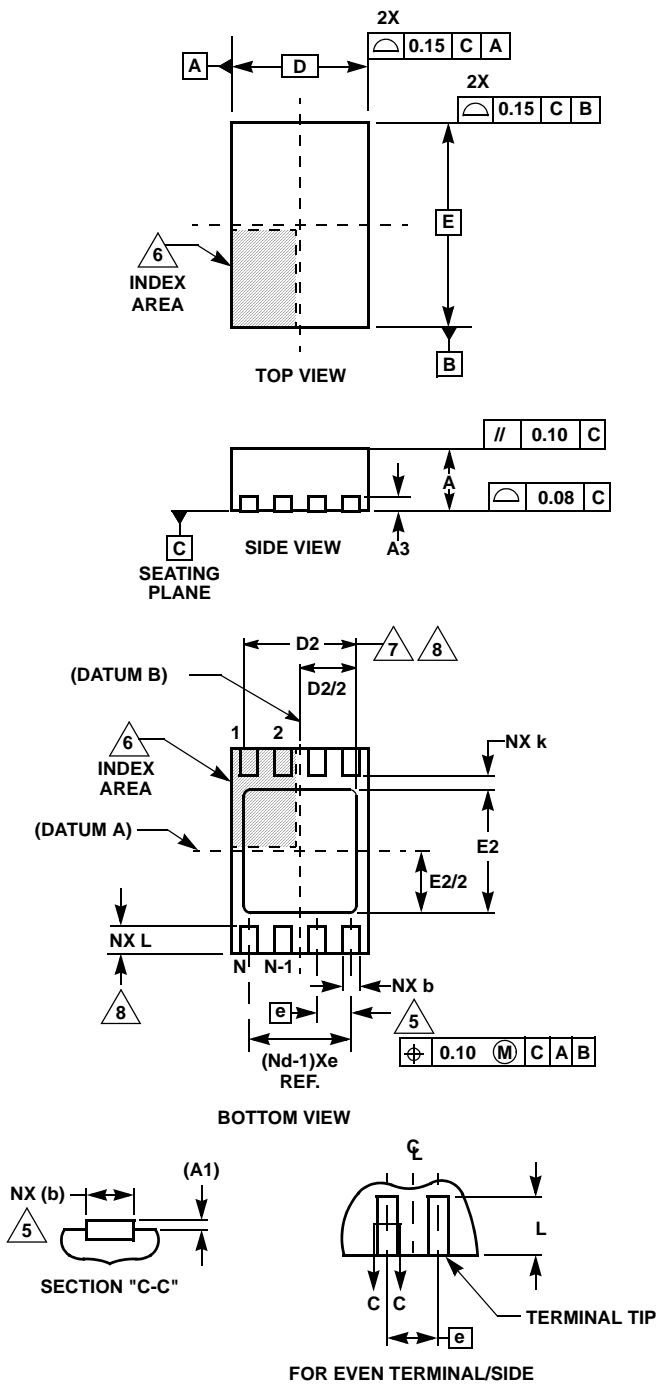 2X
⌓ 0.15 C A
A D
2X
⌓ 0.15 C B
E
6
INDEX
AREA
B
TOP VIEW
// 0.10 C
A
⌓ 0.08 C
C
SIDE VIEW
A3
SEATING
PLANE
D2
7 8
(DATUM B)
D2/2
1 2
6
INDEX
AREA
NX k
(DATUM A)
E2
E2/2
NX L
N N-1
NX b
8
e
5
(Nd-1)Xe
REF.
⌖ 0.10 Ⓜ C A B
BOTTOM VIEW
(A1)
NX (b)
5
SECTION "C-C"
℄
L
C C
TERMINAL TIP
e
FOR EVEN TERMINAL/SIDE